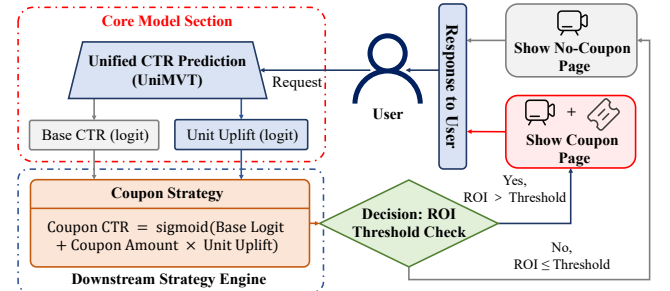 Core Model Section
Unified CTR Prediction
(UniMVT)
Request
User
Response to User
Show No-Coupon
Page
+
Show Coupon
Page
Base CTR (logit)
Unit Uplift (logit)
Coupon Strategy
Coupon CTR = sigmoid(Base Logit
+ Coupon Amount × Unit Uplift)
Downstream Strategy Engine
Decision: ROI
Threshold Check
Yes,
ROI > Threshold
No,
ROI ≤ Threshold